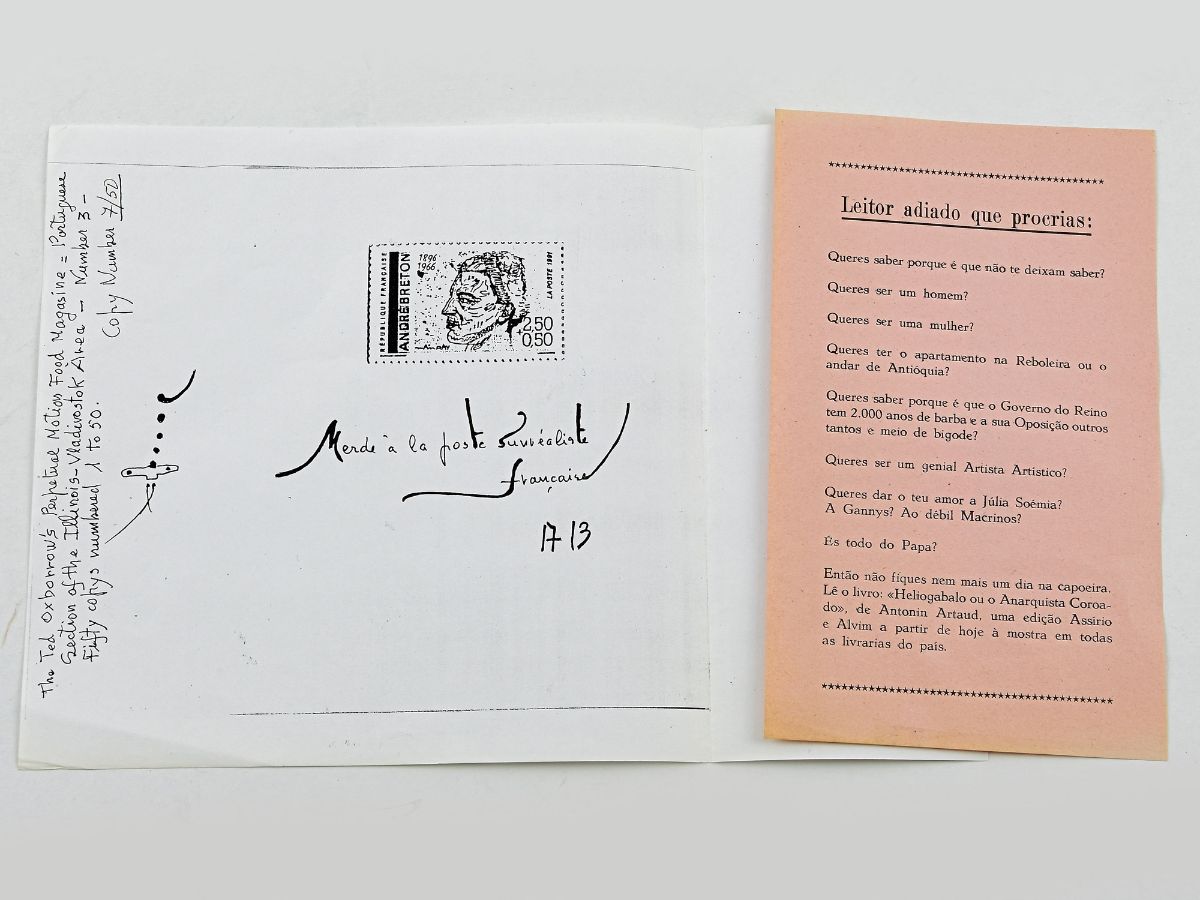 The Ted Oxborrow's Perpetual Motion Food Magasine = Portuguese
Section of the Illinois-Vladivostok Area - Number 3 -
Fifty copys numbered 1 to 50. Copy Number 7/50
RÉPUBLIQUE FRANÇAISE
ANDRÉ BRETON
1896
1966
LA POSTE 1991
2,50
0,50
Merde à la poste surréaliste
française
***********************************************
Leitor adiado que procrias:
Queres saber porque é que não te deixam saber?
Queres ser um homem?
Queres ser uma mulher?
Queres ter o apartamento na Reboleira ou o
andar de Antióquia?
Queres saber porque é que o Governo do Reino
tem 2.000 anos de barba e a sua Oposição outros
tantos e meio de bigode?
Queres ser um genial Artista Artistico?
Queres dar o teu amor a Júlia Soémia?
A Gannys? Ao débil Macrinos?
És todo do Papa?
Então não fiques nem mais um dia na capoeira.
Lê o livro: «Heliogabalo ou o Anarquista Coroa-
do», de Antonin Artaud, uma edição Assírio
e Alvim a partir de hoje à mostra em todas
as livrarias do país.
***********************************************